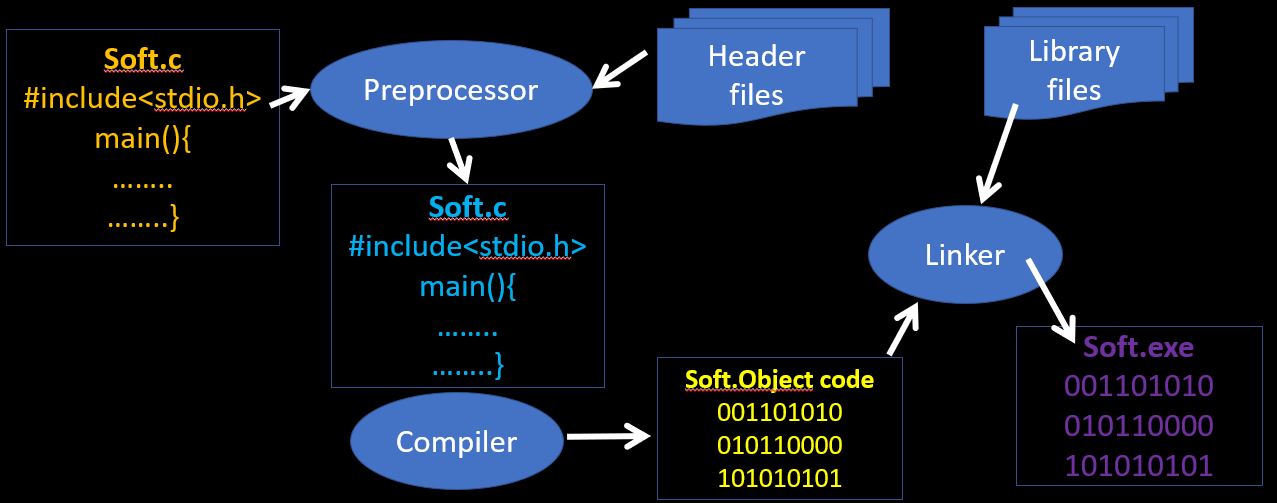 Soft.c
#include<stdio.h>
main(){
........
........}
Preprocessor
Header
files
Library
files
Soft.c
#include<stdio.h>
main(){
........
........}
Linker
Compiler
Soft.Object code
001101010
010110000
101010101
Soft.exe
001101010
010110000
101010101